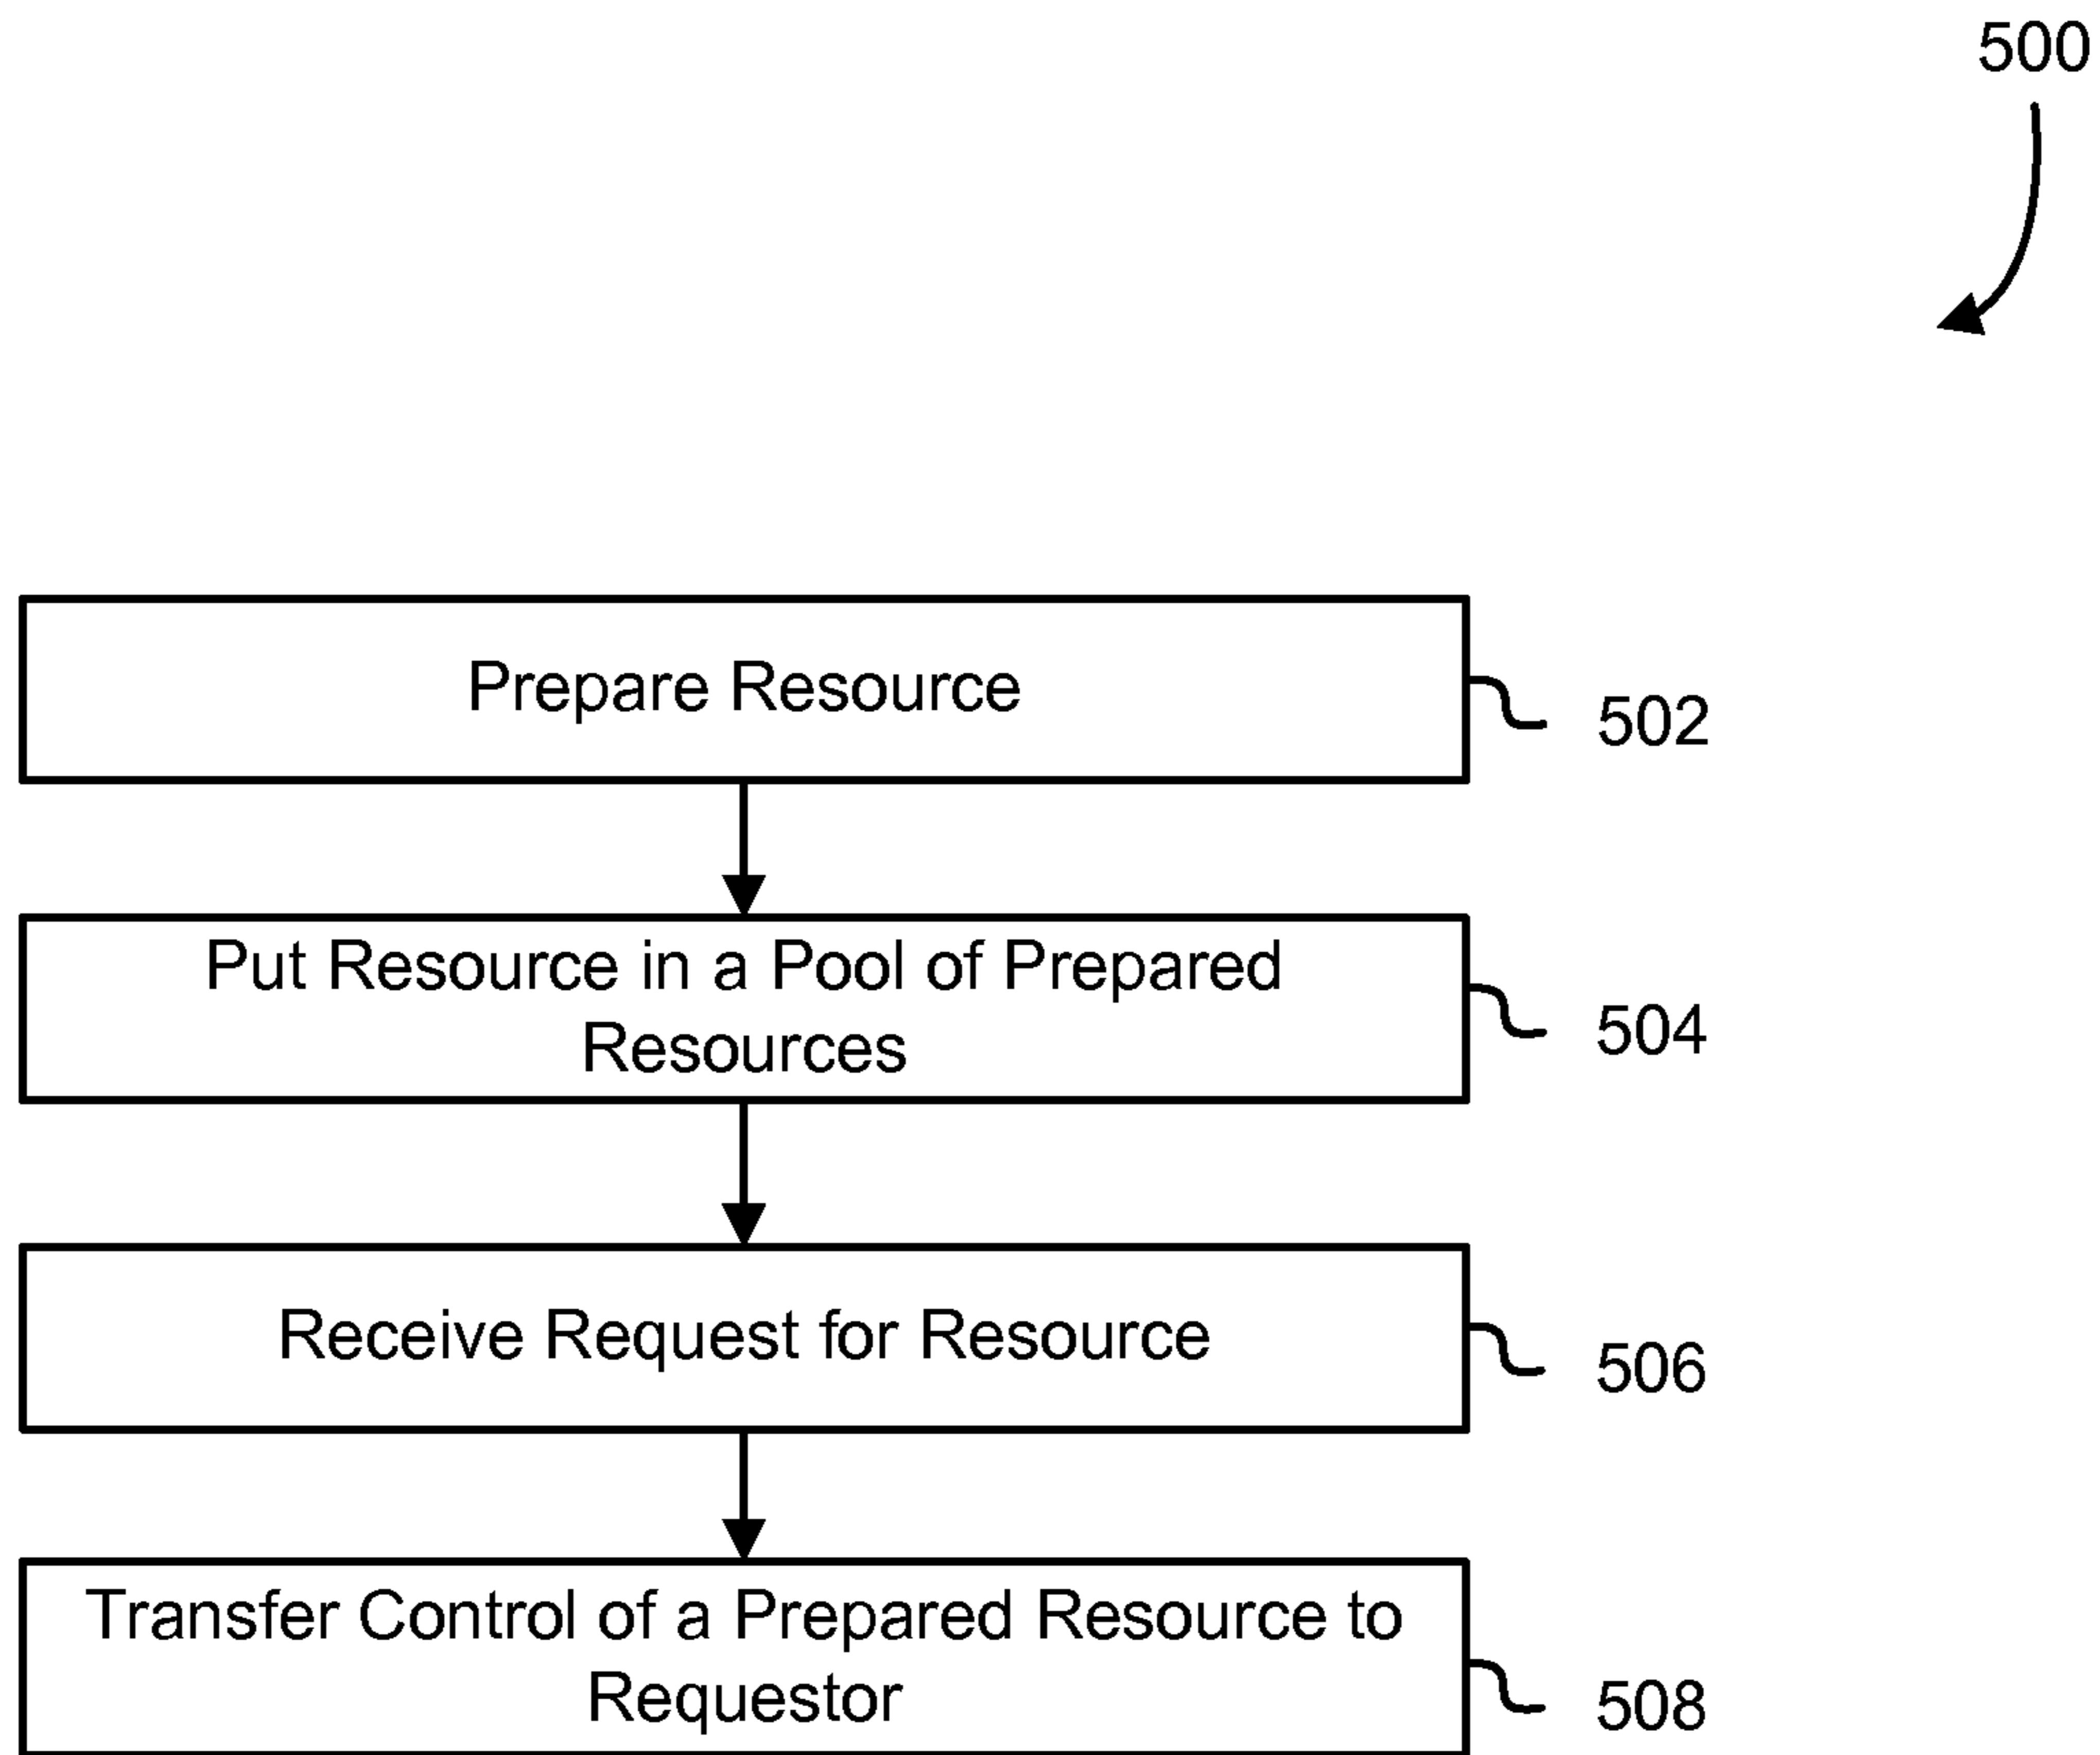 500
Prepare Resource
502
Put Resource in a Pool of Prepared
Resources
504
Receive Request for Resource
506
Transfer Control of a Prepared Resource to
Requestor
508